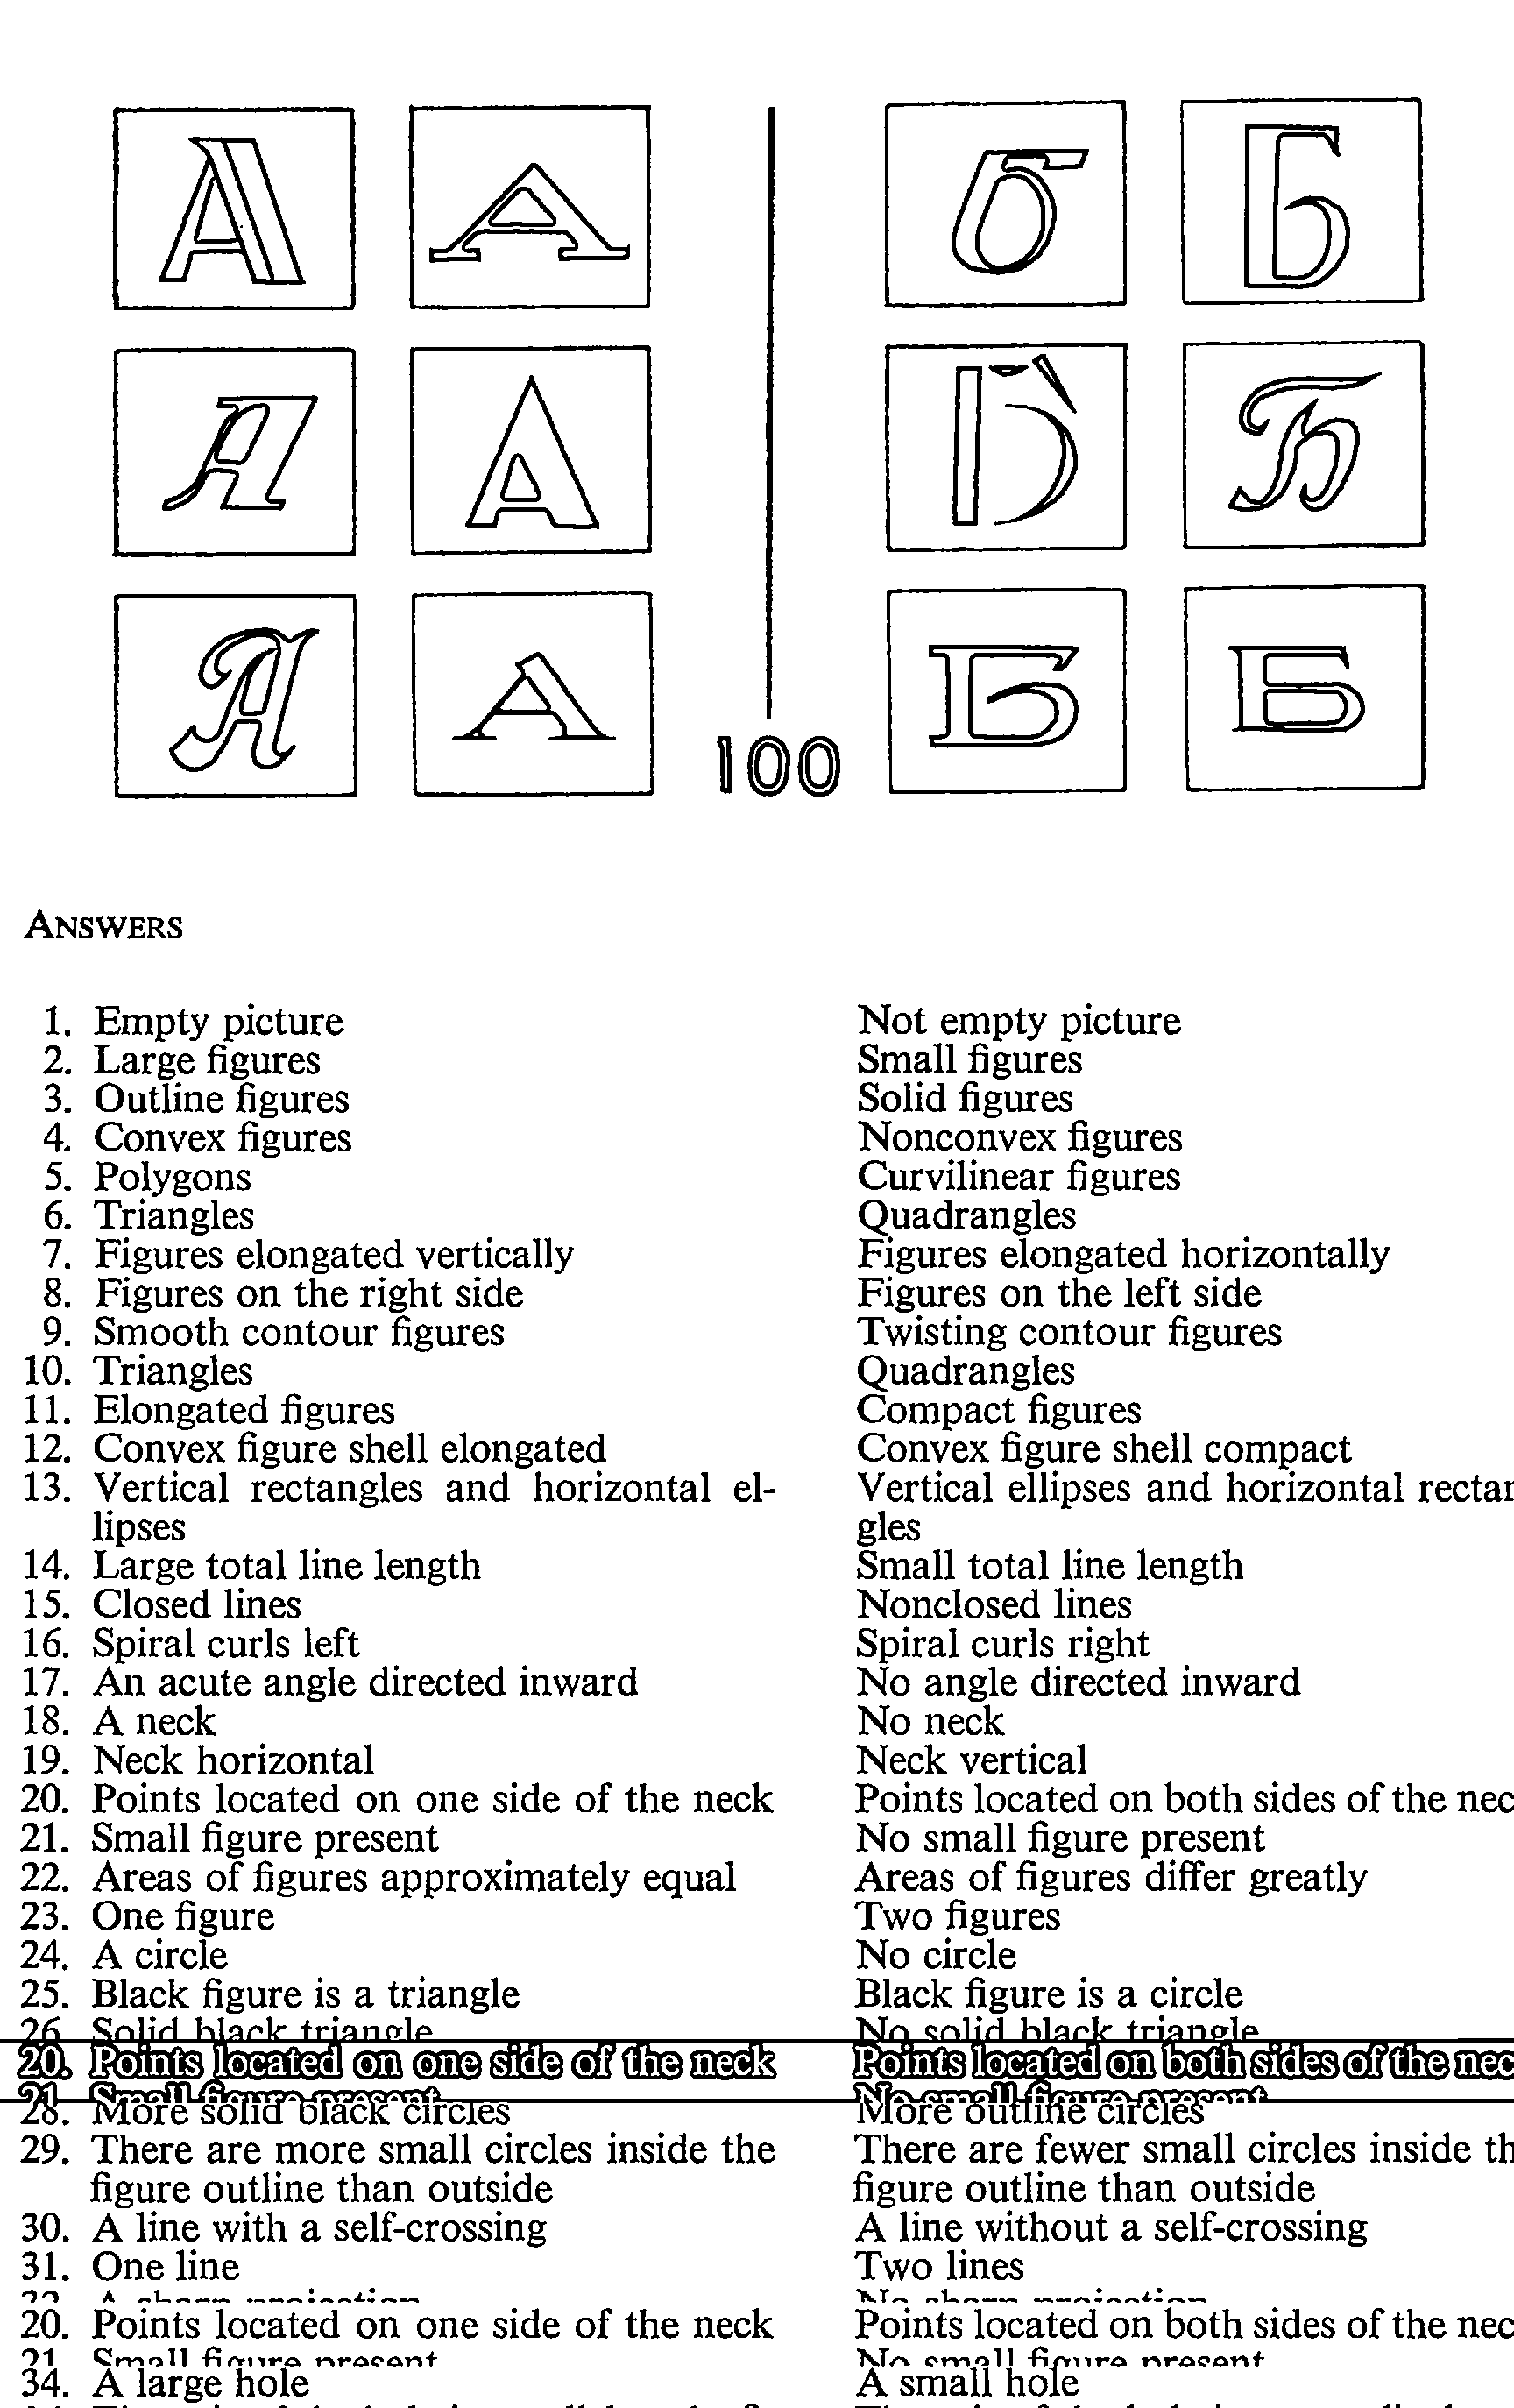 А А б Б
А А Б Б
А А Б Б
100
ANSWERS
1. Empty picture Not empty picture
2. Large figures Small figures
3. Outline figures Solid figures
4. Convex figures Nonconvex figures
5. Polygons Curvilinear figures
6. Triangles Quadrangles
7. Figures elongated vertically Figures elongated horizontally
8. Figures on the right side Figures on the left side
9. Smooth contour figures Twisting contour figures
10. Triangles Quadrangles
11. Elongated figures Compact figures
12. Convex figure shell elongated Convex figure shell compact
13. Vertical rectangles and horizontal el- Vertical ellipses and horizontal rectan
lipses gles
14. Large total line length Small total line length
15. Closed lines Nonclosed lines
16. Spiral curls left Spiral curls right
17. An acute angle directed inward No angle directed inward
18. A neck No neck
19. Neck horizontal Neck vertical
20. Points located on one side of the neck Points located on both sides of the nec
21. Small figure present No small figure present
22. Areas of figures approximately equal Areas of figures differ greatly
23. One figure Two figures
24. A circle No circle
25. Black figure is a triangle Black figure is a circle
26. Solid black triangle No solid black triangle
20. Points located on one side of the neck Points located on both sides of the nec
21. Small figure present No small figure present
28. More solid black circles More outline circles
29. There are more small circles inside the There are fewer small circles inside th
figure outline than outside figure outline than outside
30. A line with a self-crossing A line without a self-crossing
31. One line Two lines
20. Points located on one side of the neck Points located on both sides of the nec
21. Small figure present No small figure present
34. A large hole A small hole